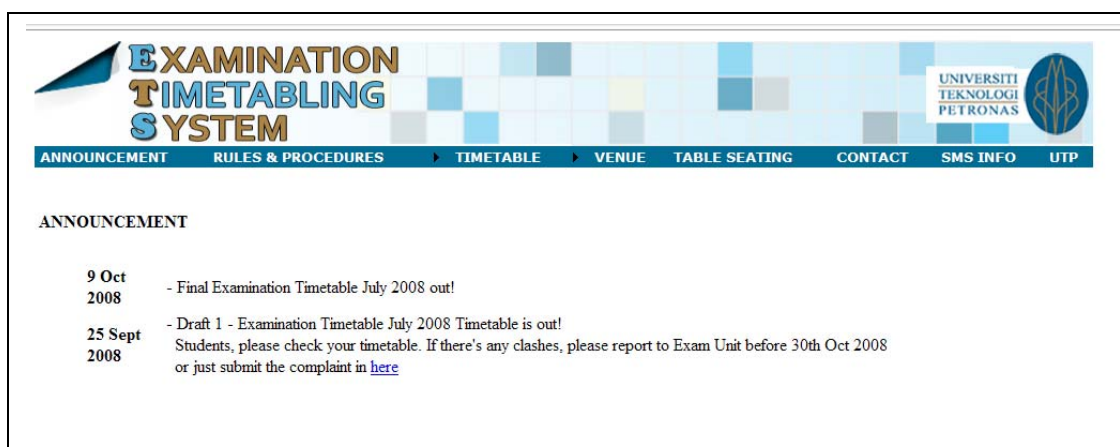 EXAMINATION
TIMETABLING
SYSTEM
UNIVERSITI
TEKNOLOGI
PETRONAS
ANNOUNCEMENT RULES & PROCEDURES TIMETABLE VENUE TABLE SEATING CONTACT SMS INFO UTP
ANNOUNCEMENT
9 Oct
2008
- Final Examination Timetable July 2008 out!
25 Sept
2008
- Draft 1 - Examination Timetable July 2008 Timetable is out!
Students, please check your timetable. If there's any clashes, please report to Exam Unit before 30th Oct 2008
or just submit the complaint in here